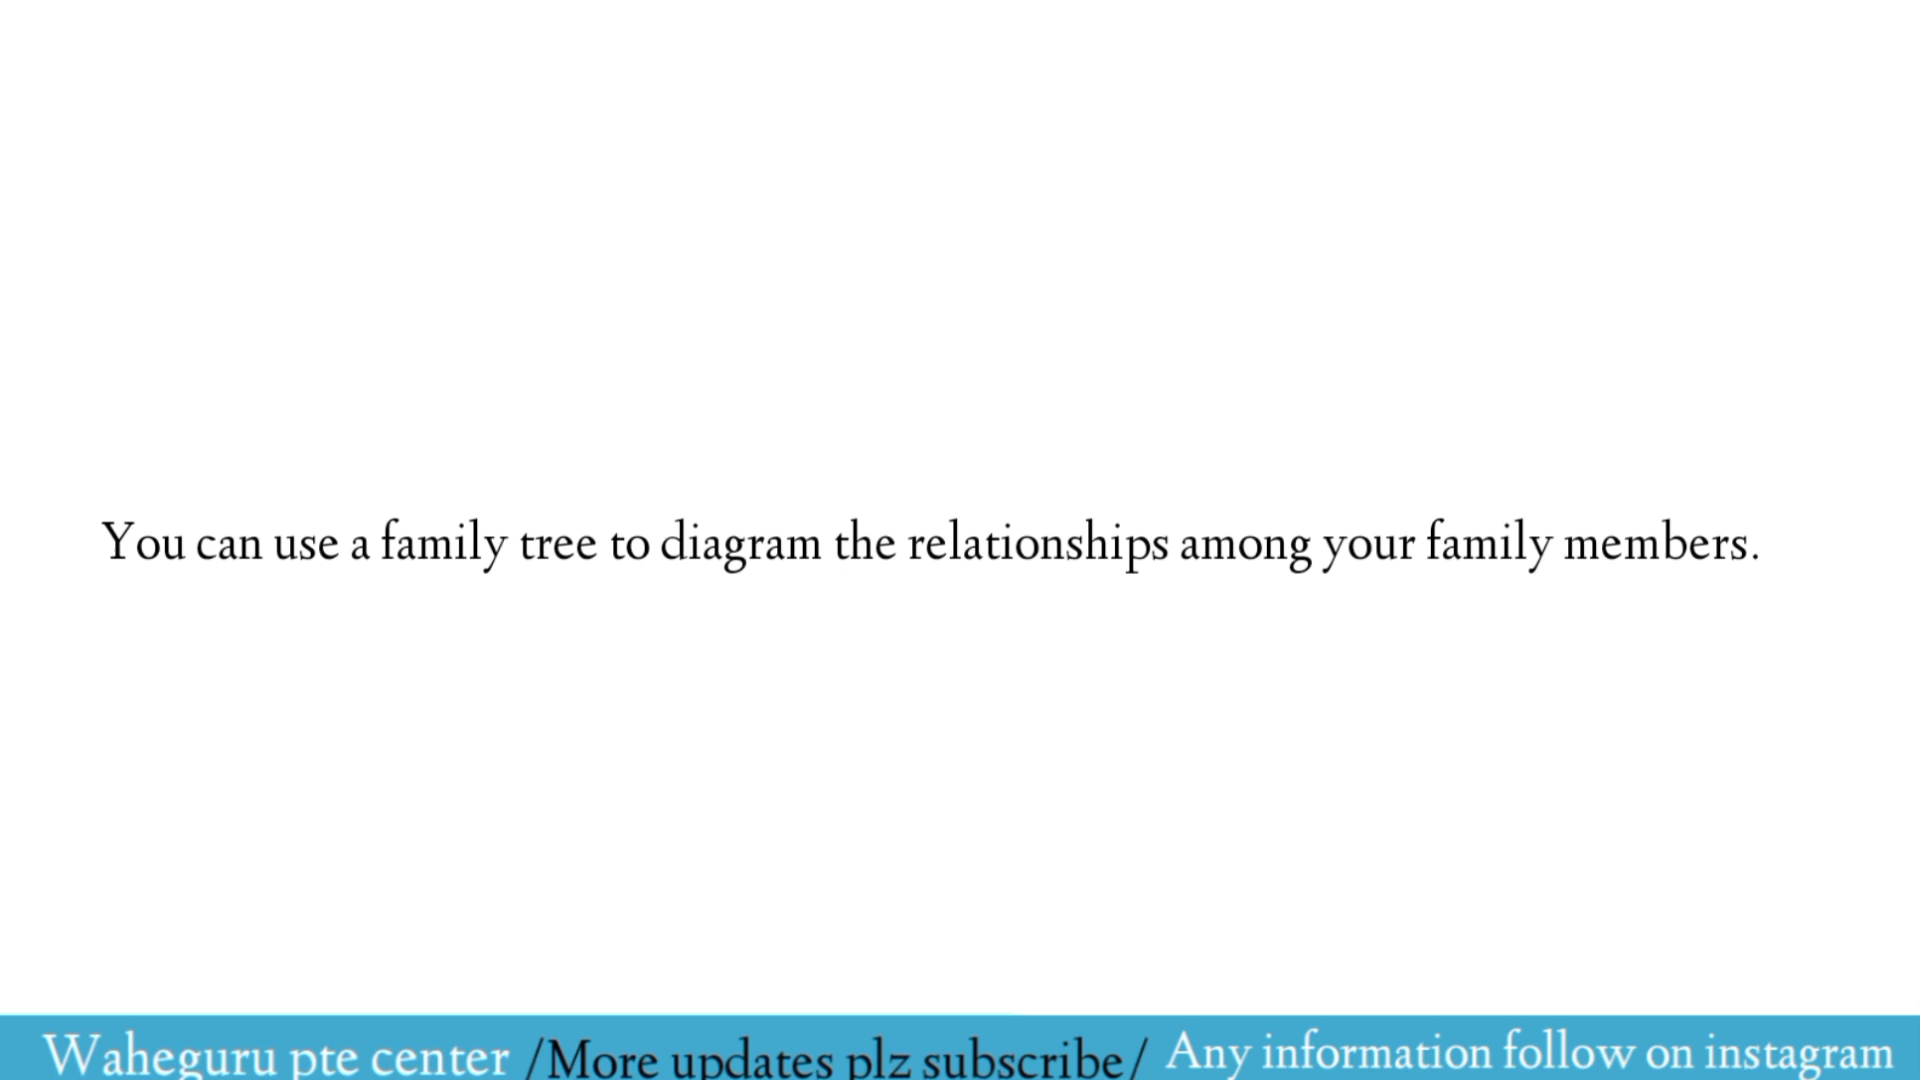 You can use a family tree to diagram the relationships among your family members.
Waheguru pte center /More updates plz subscribe/ Any information follow on instagram